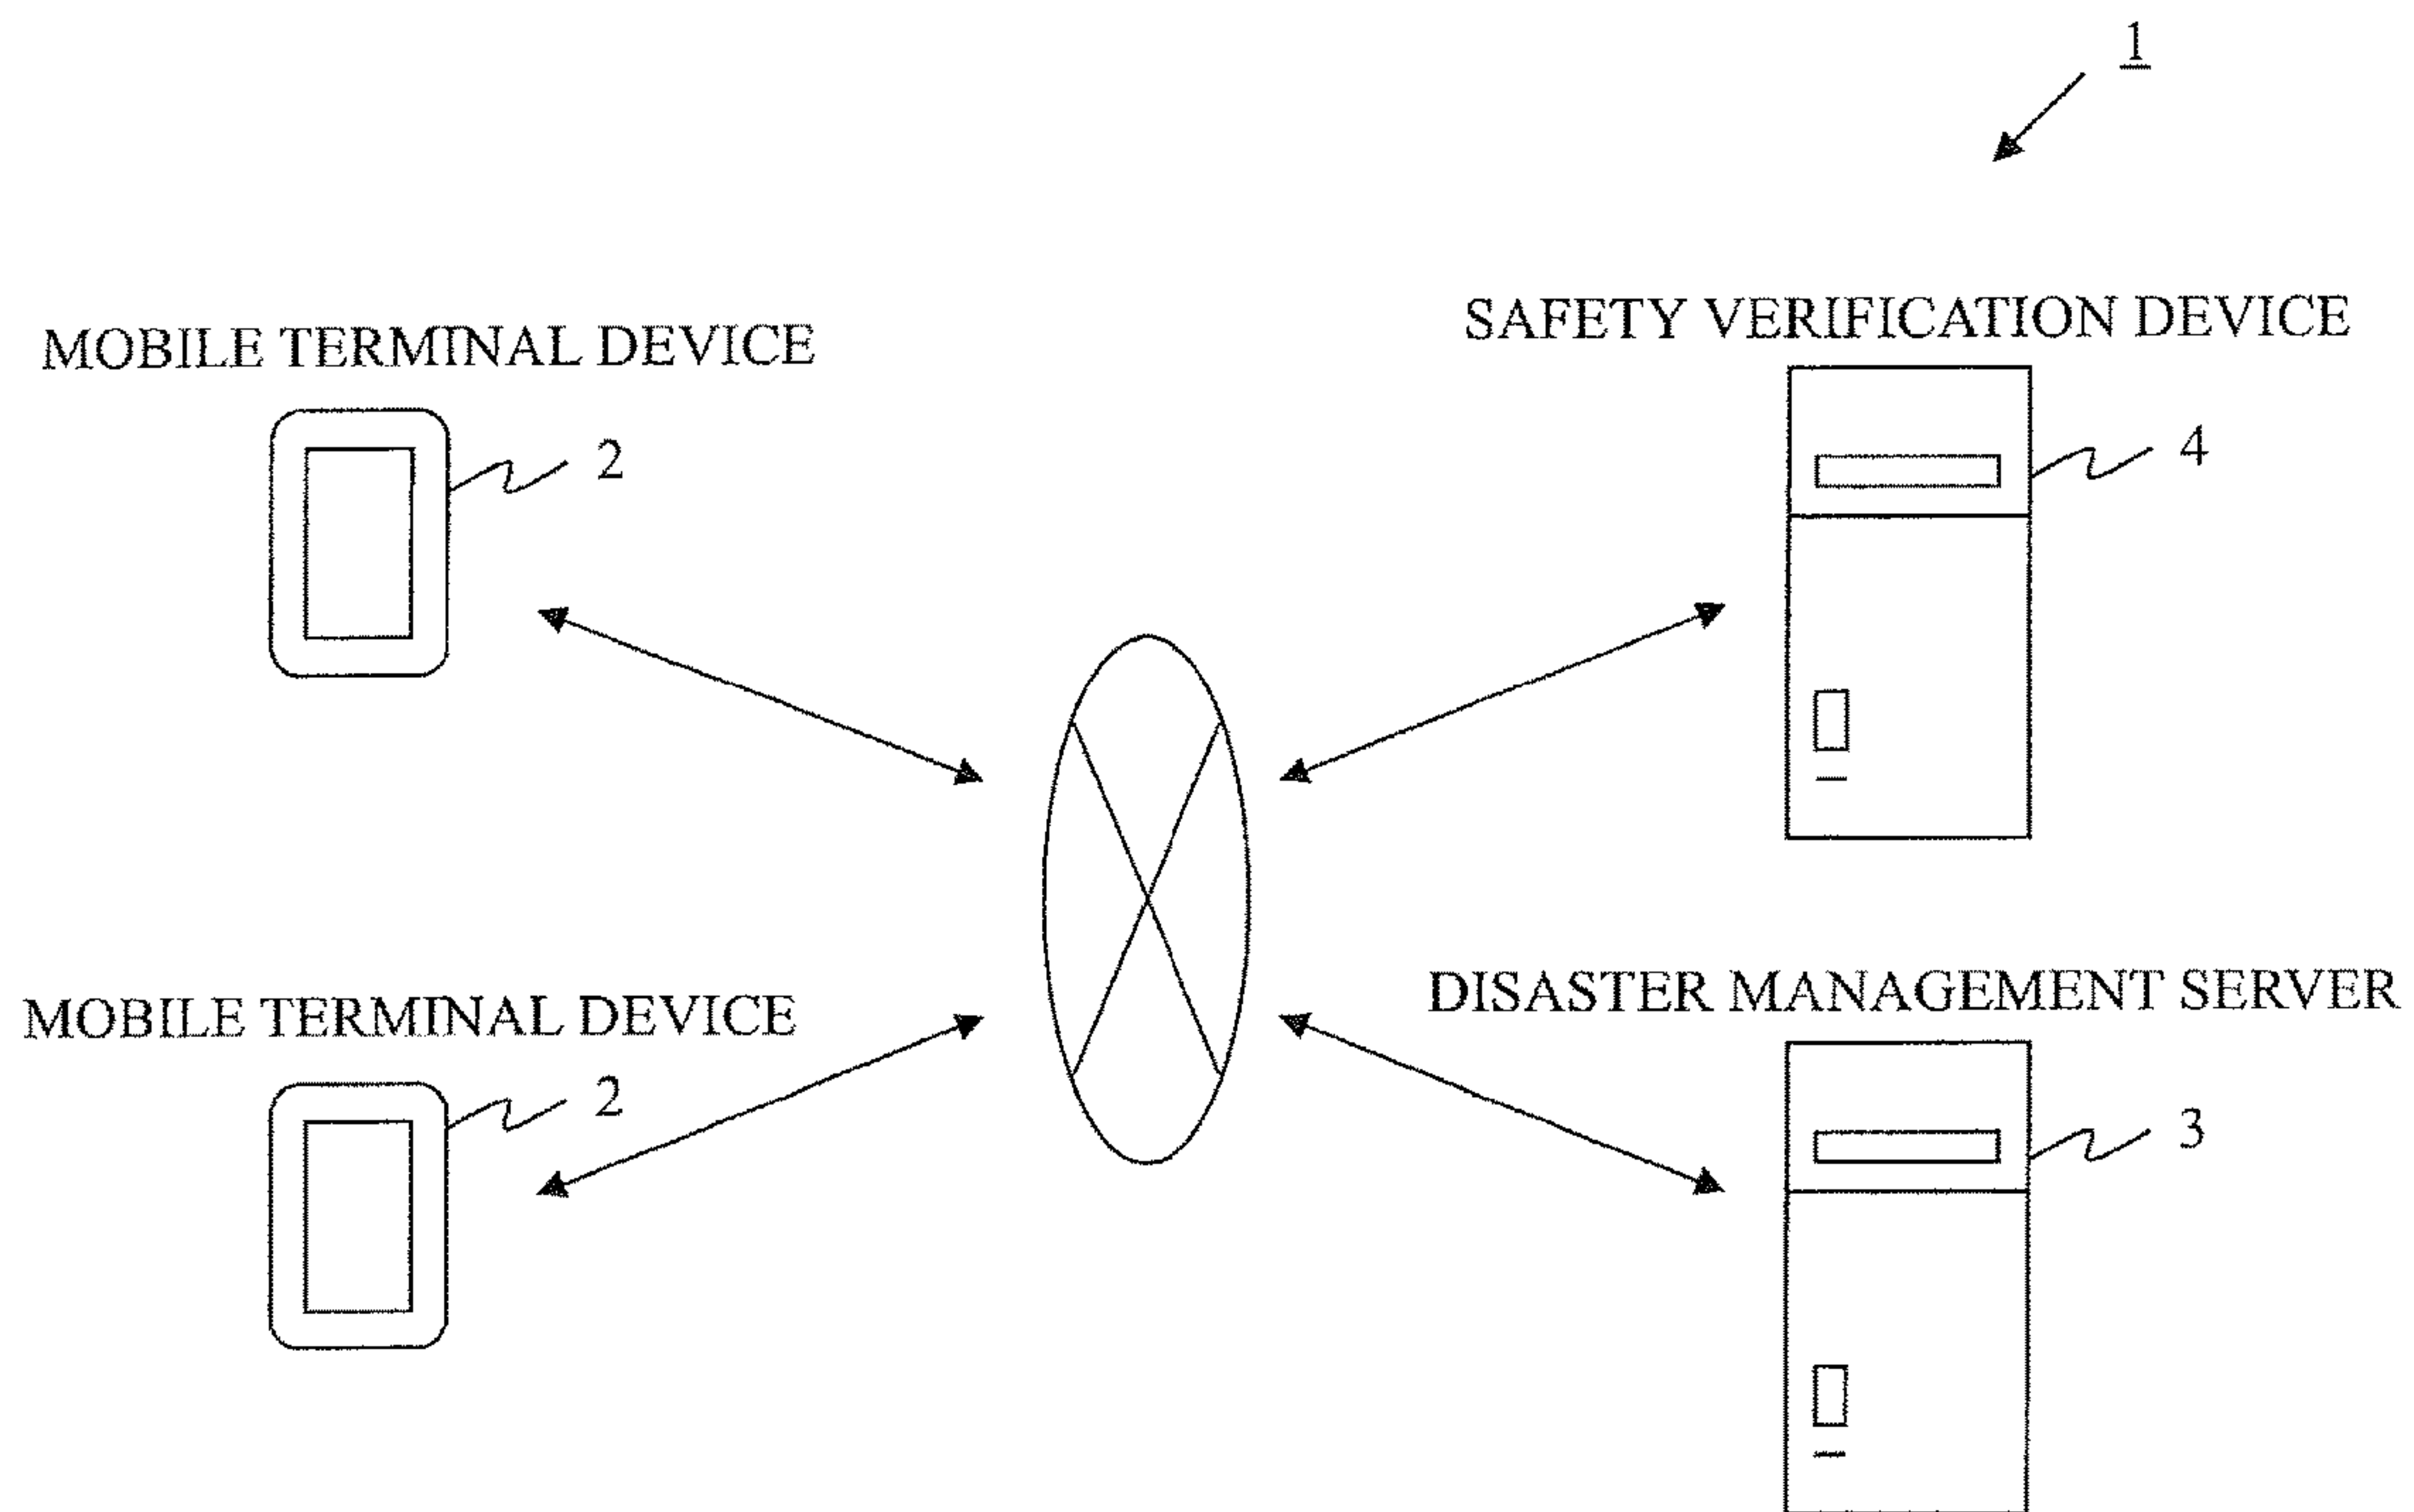 1
SAFETY VERIFICATION DEVICE
MOBILE TERMINAL DEVICE
4
2
DISASTER MANAGEMENT SERVER
MOBILE TERMINAL DEVICE
2
3